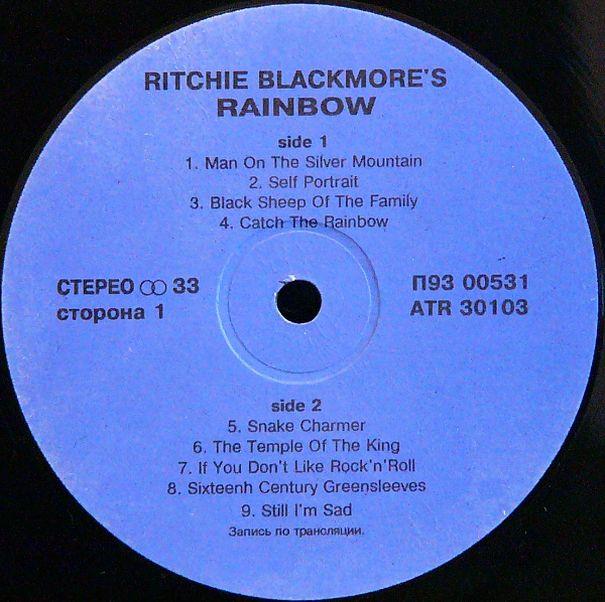 RITCHIE BLACKMORE'S
RAINBOW
side 1
1. Man On The Silver Mountain
2. Self Portrait
3. Black Sheep Of The Family
4. Catch The Rainbow
СТЕРЕО ꝏ 33
сторона 1
П93 00531
ATR 30103
side 2
5. Snake Charmer
6. The Temple Of The King
7. If You Don't Like Rock'n'Roll
8. Sixteenh Century Greensleeves
9. Still I'm Sad
Запись по трансляции.